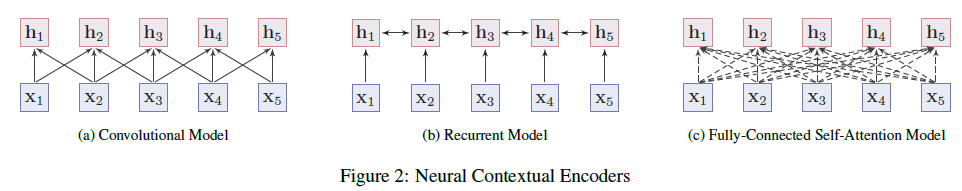 h1 h2 h3 h4 h5 h1 h2 h3 h4 h5 h1 h2 h3 h4 h5
x1 x2 x3 x4 x5 x1 x2 x3 x4 x5 x1 x2 x3 x4 x5
(a) Convolutional Model (b) Recurrent Model (c) Fully-Connected Self-Attention Model
Figure 2: Neural Contextual Encoders